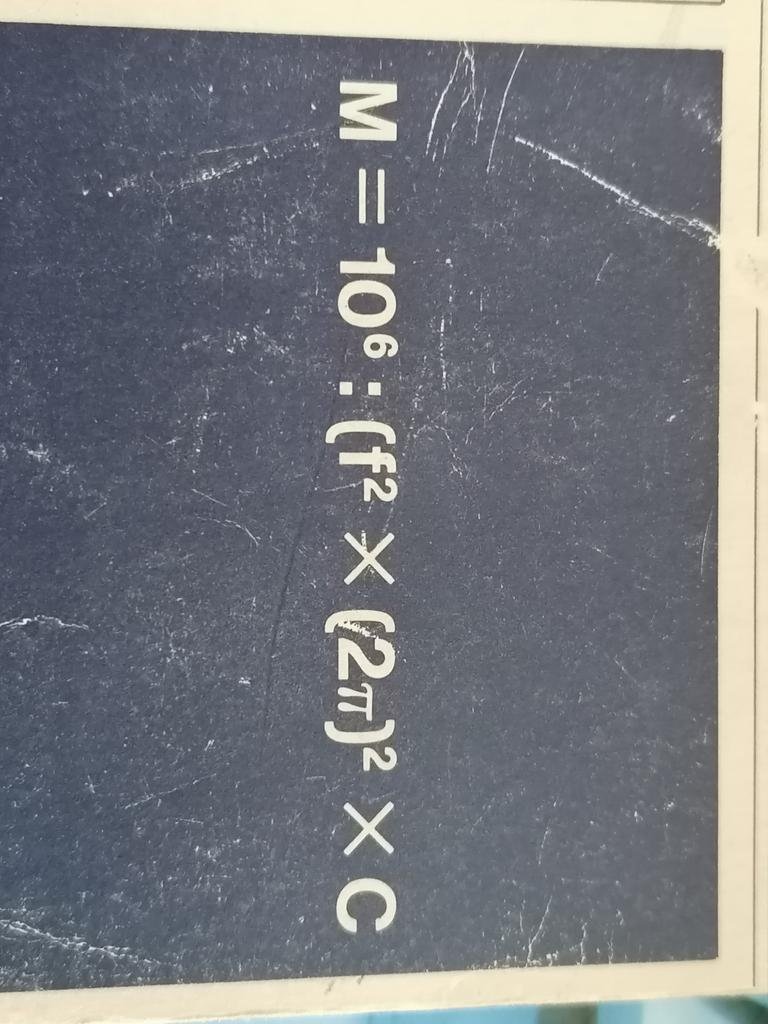 M = 10⁶ : (f² × (2π)² × C